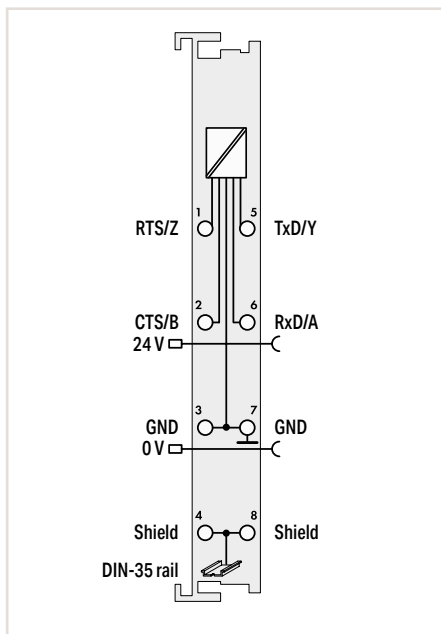 1 5
RTS/Z TxD/Y
2 6
CTS/B RxD/A
24 V
3 7
GND GND
0 V
4 8
Shield Shield
DIN-35 rail